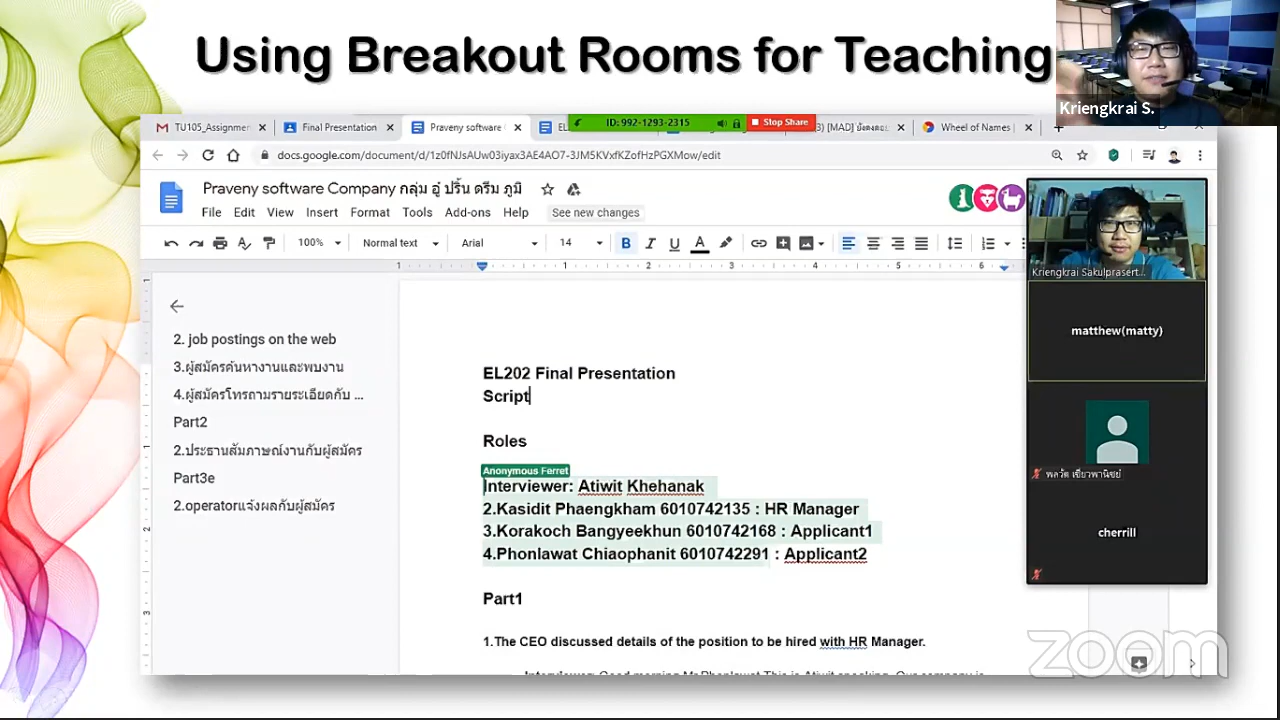 Using Breakout Rooms for Teaching
Kriengkrai S.
TU105_Assignmen
Final Presentation
Praveny software
ID: 992-1293-2315
Stop Share
Wheel of Names |
docs.google.com/document/d/1z0fNJsAUw03iyax3AE4AO7-3JM5KVxfKZofHzPGXMow/edit
Praveny software Company กลุ่ม อู๋ ปริ้น ดรีม ภูมิ
File Edit View Insert Format Tools Add-ons Help See new changes
100% Normal text Arial 14
2. job postings on the web
3.ผู้สมัครค้นหางานและพบงาน
4.ผู้สมัครโทรถามรายระเอียดกับ ...
Part2
2.ประธานสัมภาษณ์งานกับผู้สมัคร
Part3e
2.operatorแจ้งผลกับผู้สมัคร
EL202 Final Presentation
Script
Roles
Anonymous Ferret
Interviewer: Atiwit Khehanak
2.Kasidit Phaengkham 6010742135 : HR Manager
3.Korakoch Bangyeekhun 6010742168 : Applicant1
4.Phonlawat Chiaophanit 6010742291 : Applicant2
Part1
1.The CEO discussed details of the position to be hired with HR Manager.
Kriengkrai Sakulprasert...
matthew(matty)
พลวัต เชี่ยวพานิชย์
cherrill
zoom